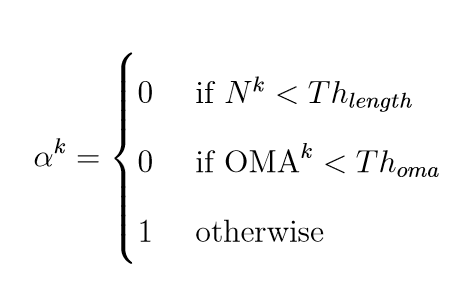 0 if N^k < Th_length
α^k = { 0 if OMA^k < Th_oma
1 otherwise